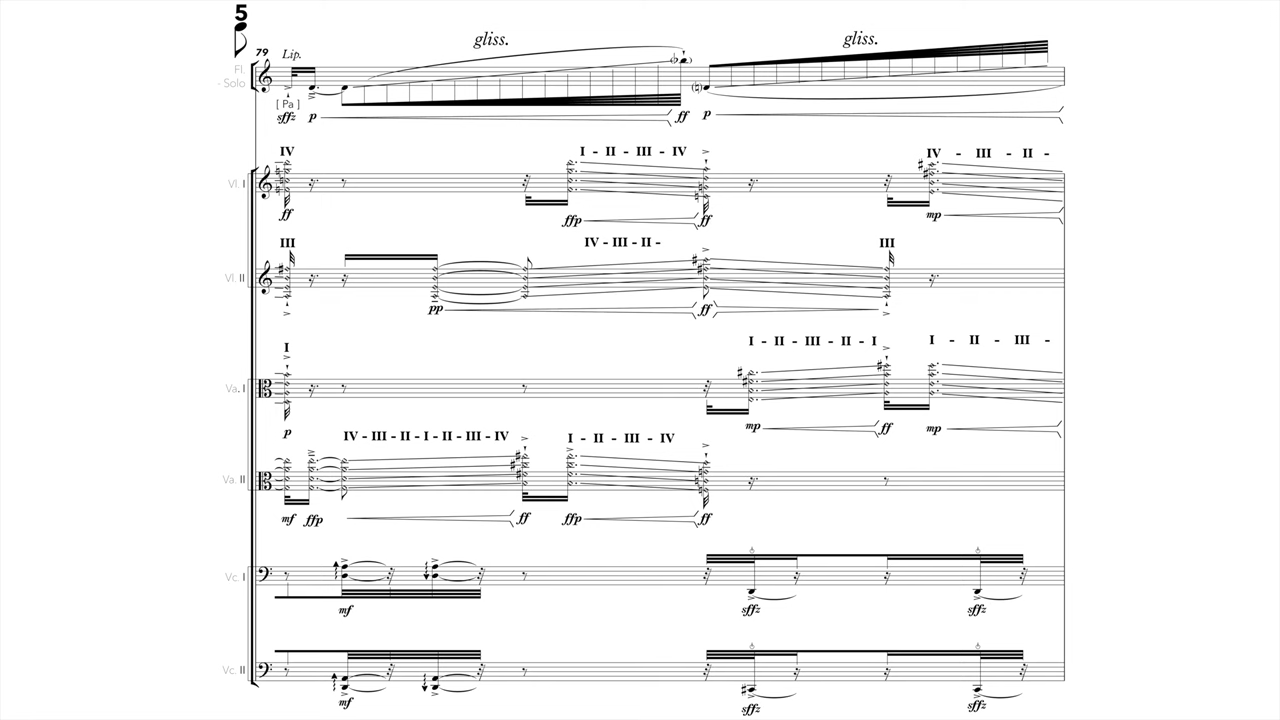 5
79 Lip. gliss. gliss.
Fl.
- Solo
[ Pa ]
sffz p ff p
IV I - II - III - IV IV - III - II -
Vl. I
ff ffp ff mp
III IV - III - II - III
Vl. II
pp ff
I I - II - III - II - I I - II - III -
Va. I
p mp ff mp
IV - III - II - I - II - III - IV I - II - III - IV
Va. II
mf ffp ff ffp ff
Vc. I
mf sffz sffz
Vc. II
mf sffz sffz